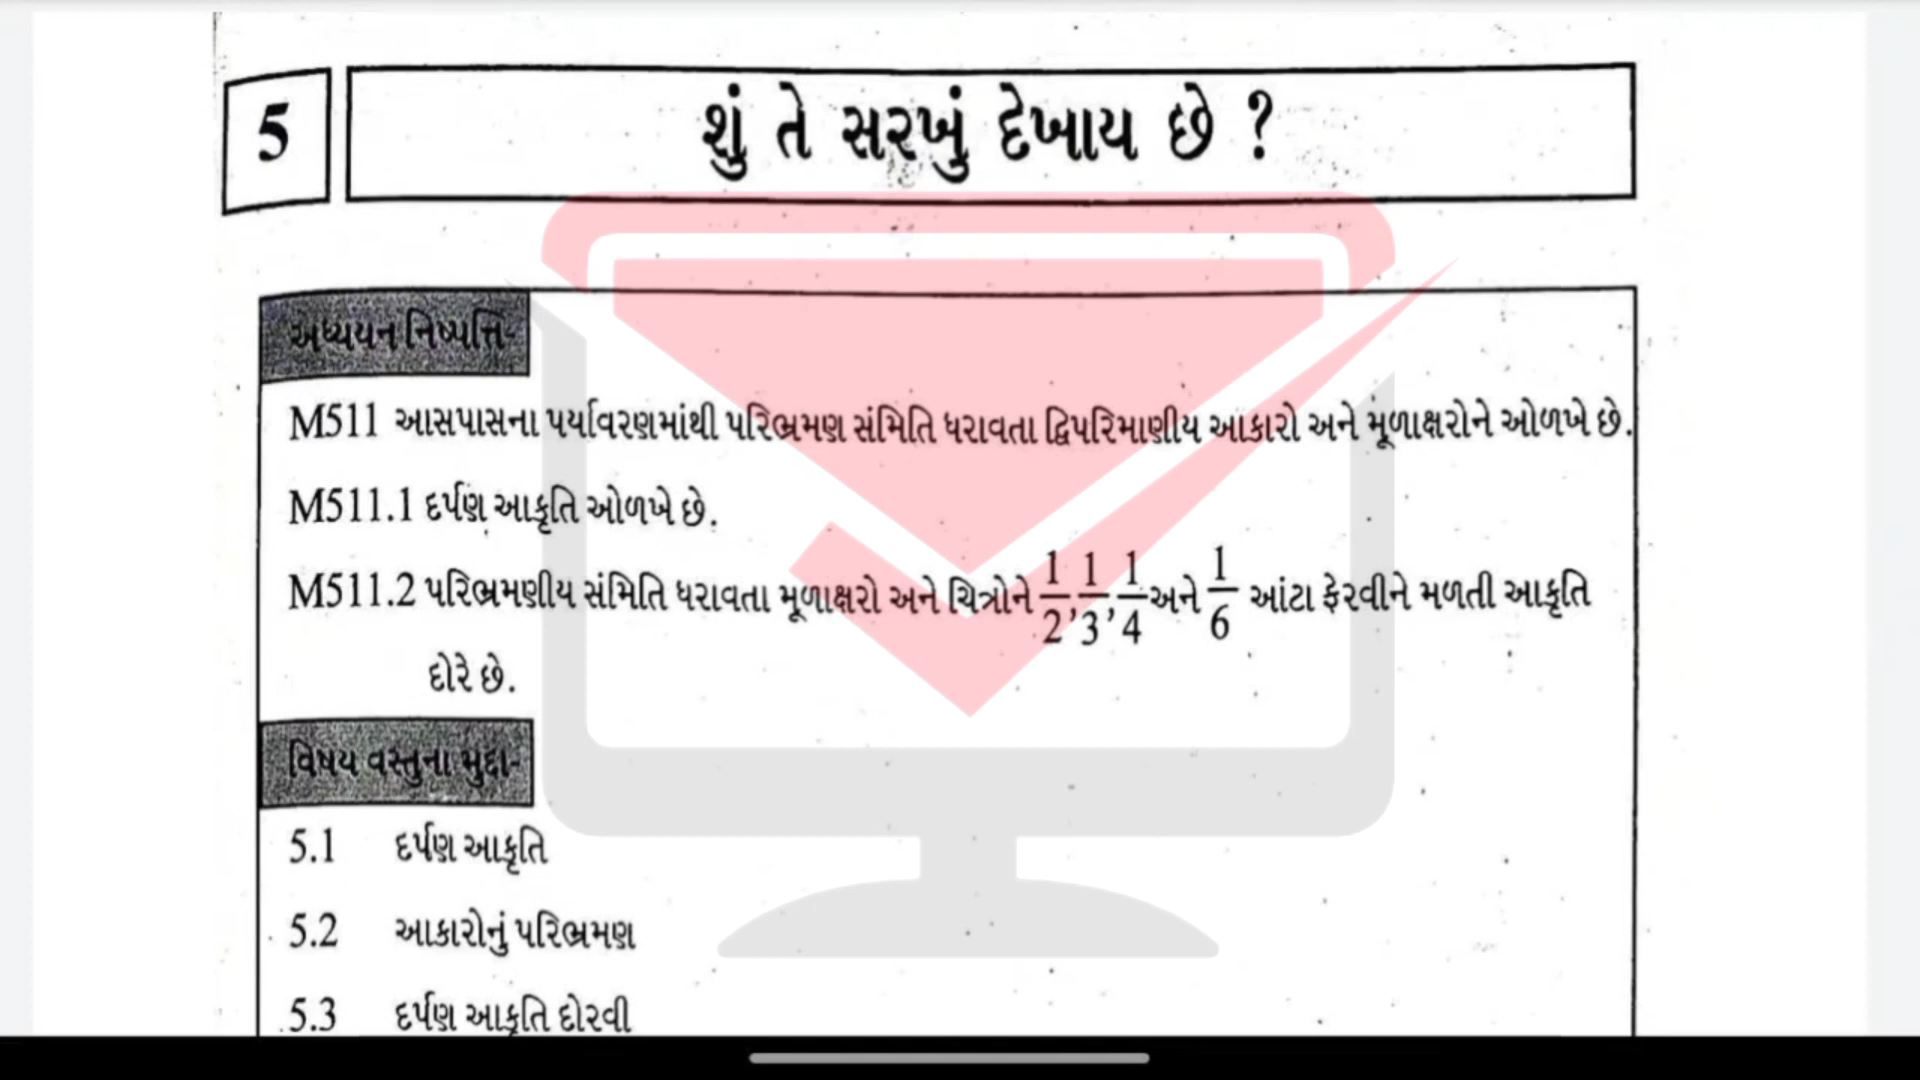 5
શું તે સરખું દેખાય છે ?
અધ્યયન નિષ્પત્તિ-
M511 આસપાસના પર્યાવરણમાંથી પરિભ્રમણ સંમિતિ ધરાવતા દ્વિપરિમાણીય આકારો અને મૂળાક્ષરોને ઓળખે છે.
M511.1 દર્પણ આકૃતિ ઓળખે છે.
M511.2 પરિભ્રમણીય સંમિતિ ધરાવતા મૂળાક્ષરો અને ચિત્રોને 1/2, 1/3, 1/4 અને 1/6 આંટા ફેરવીને મળતી આકૃતિ
દોરે છે.
વિષય વસ્તુના મુદ્દા-
5.1 દર્પણ આકૃતિ
5.2 આકારોનું પરિભ્રમણ
5.3 દર્પણ આકૃતિ દોરવી